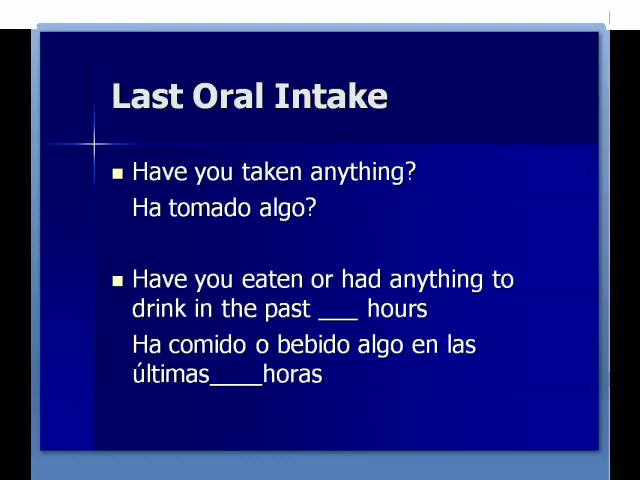 Last Oral Intake
Have you taken anything?
Ha tomado algo?
Have you eaten or had anything to
drink in the past ___ hours
Ha comido o bebido algo en las
últimas____horas